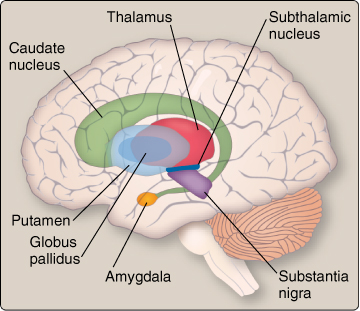 Thalamus
Subthalamic
nucleus
Caudate
nucleus
Putamen
Globus
pallidus
Amygdala
Substantia
nigra